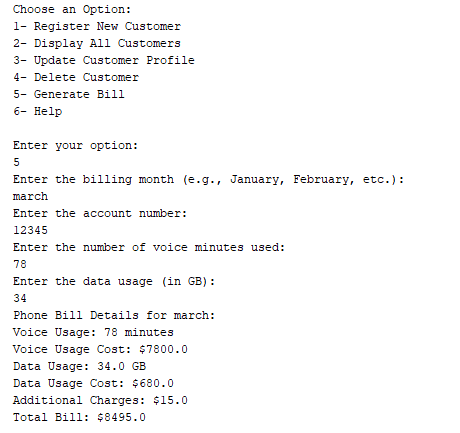 Choose an Option:
1- Register New Customer
2- Display All Customers
3- Update Customer Profile
4- Delete Customer
5- Generate Bill
6- Help
Enter your option:
5
Enter the billing month (e.g., January, February, etc.):
march
Enter the account number:
12345
Enter the number of voice minutes used:
78
Enter the data usage (in GB):
34
Phone Bill Details for march:
Voice Usage: 78 minutes
Voice Usage Cost: $7800.0
Data Usage: 34.0 GB
Data Usage Cost: $680.0
Additional Charges: $15.0
Total Bill: $8495.0